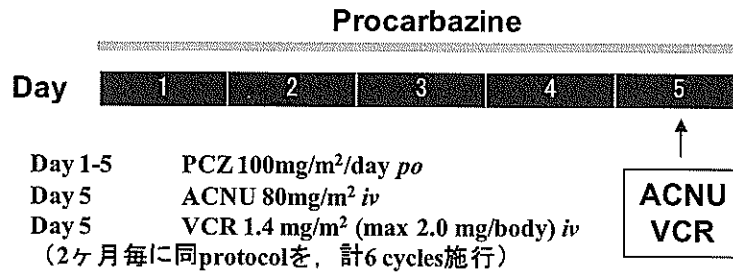 Procarbazine
Day 1 2 3 4 5
Day 1-5 PCZ 100mg/m²/day po
Day 5 ACNU 80mg/m² iv
Day 5 VCR 1.4 mg/m² (max 2.0 mg/body) iv
（2ヶ月毎に同protocolを，計6 cycles施行）
ACNU
VCR